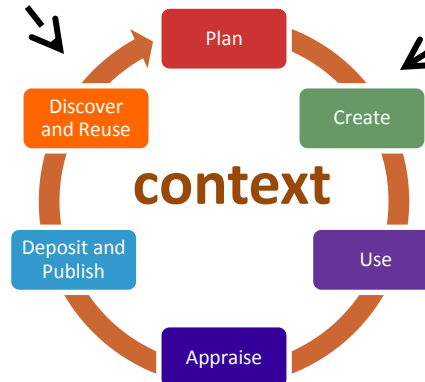 Plan
Discover
and Reuse
Create
context
Deposit and
Publish
Use
Appraise